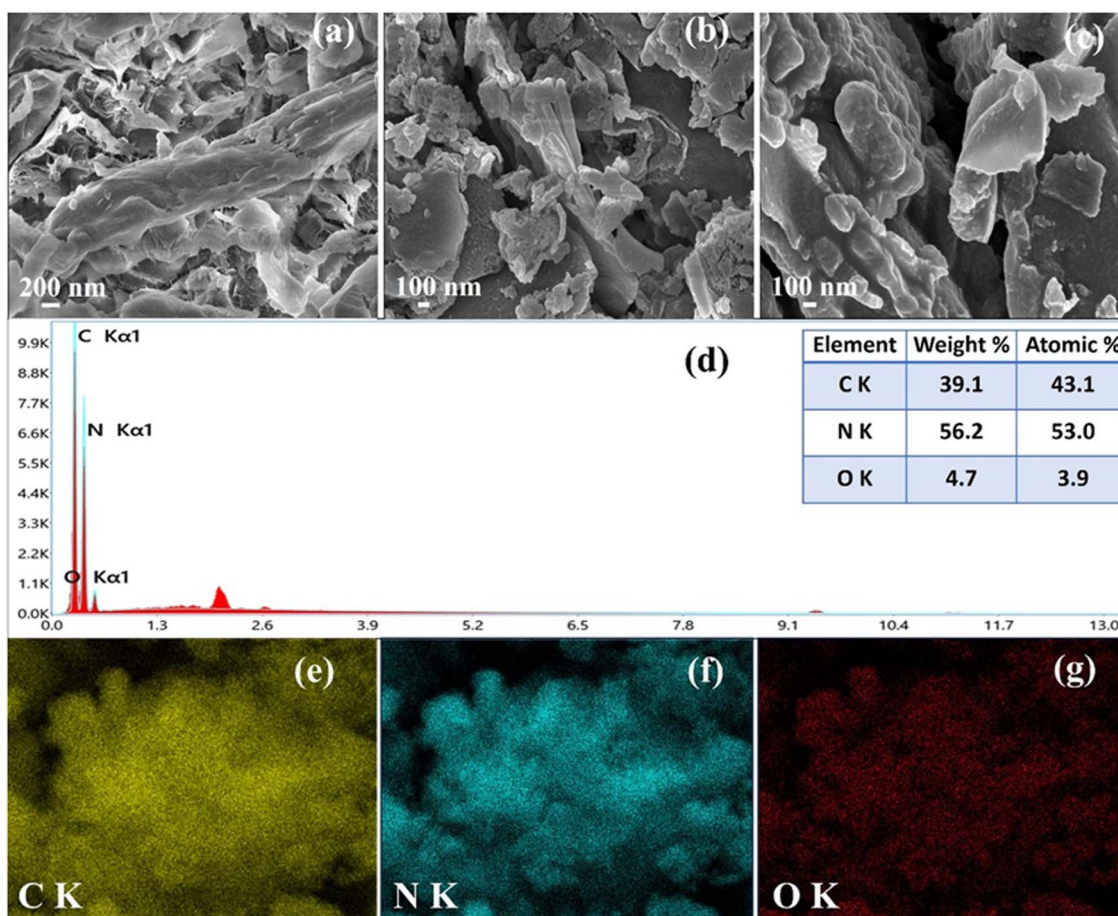 (a) (b) (c)
200 nm 100 nm 100 nm
(d)
C Kα1
N Kα1
O Kα1
9.9K
8.8K
7.7K
6.6K
5.5K
4.4K
3.3K
2.2K
1.1K
0.0K
0.0 1.3 2.6 3.9 5.2 6.5 7.8 9.1 10.4 11.7 13.0
Element Weight % Atomic %
C K 39.1 43.1
N K 56.2 53.0
O K 4.7 3.9
(e) (f) (g)
C K N K O K